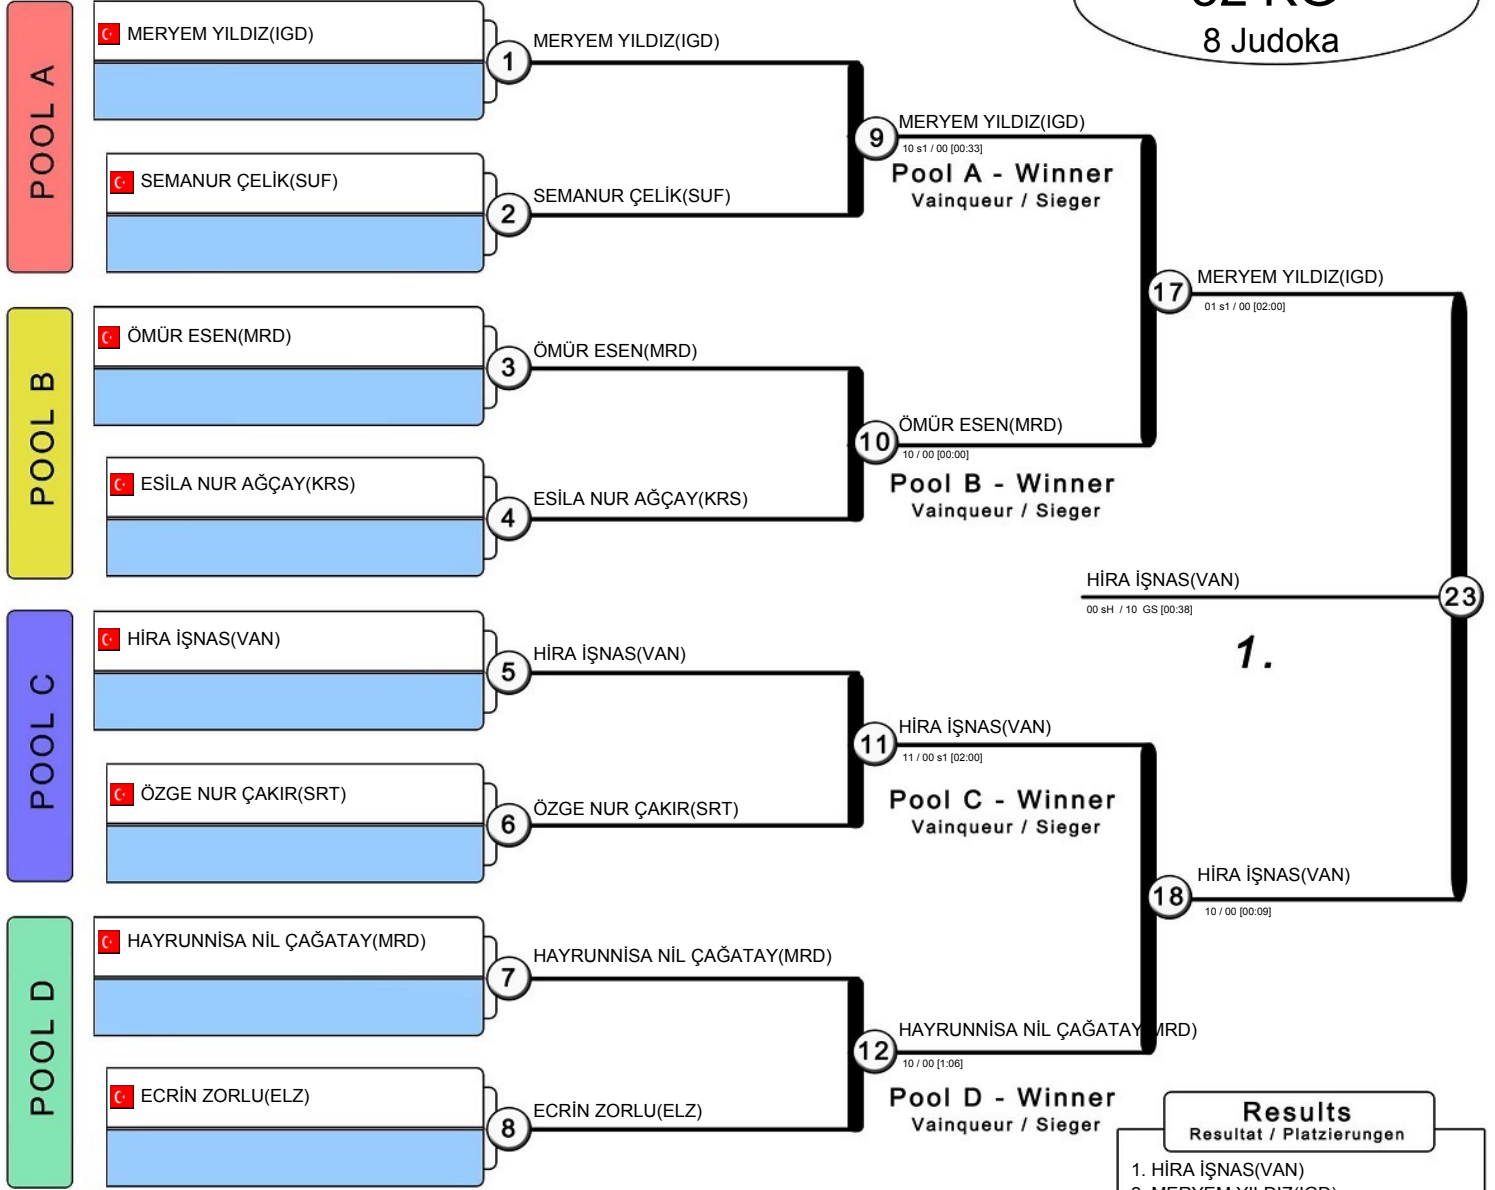 8 Judoka
POOL A
MERYEM YILDIZ(IGD)
1
MERYEM YILDIZ(IGD)
SEMANUR ÇELİK(SUF)
2
SEMANUR ÇELİK(SUF)
9
MERYEM YILDIZ(IGD)
10 s1 / 00 [00:33]
Pool A - Winner
Vainqueur / Sieger
POOL B
ÖMÜR ESEN(MRD)
3
ÖMÜR ESEN(MRD)
ESİLA NUR AĞÇAY(KRS)
4
ESİLA NUR AĞÇAY(KRS)
10
ÖMÜR ESEN(MRD)
10 / 00 [00:00]
Pool B - Winner
Vainqueur / Sieger
17
MERYEM YILDIZ(IGD)
01 s1 / 00 [02:00]
POOL C
HİRA İŞNAS(VAN)
5
HİRA İŞNAS(VAN)
ÖZGE NUR ÇAKIR(SRT)
6
ÖZGE NUR ÇAKIR(SRT)
11
HİRA İŞNAS(VAN)
11 / 00 s1 [02:00]
Pool C - Winner
Vainqueur / Sieger
POOL D
HAYRUNNİSA NİL ÇAĞATAY(MRD)
7
HAYRUNNİSA NİL ÇAĞATAY(MRD)
ECRİN ZORLU(ELZ)
8
ECRİN ZORLU(ELZ)
12
HAYRUNNİSA NİL ÇAĞATAY(MRD)
10 / 00 [1:06]
Pool D - Winner
Vainqueur / Sieger
18
HİRA İŞNAS(VAN)
10 / 00 [00:09]
HİRA İŞNAS(VAN)
23
00 sH / 10 GS [00:38]
1.
Results
Resultat / Platzierungen
1. HİRA İŞNAS(VAN)
2. MERYEM YILDIZ(IGD)